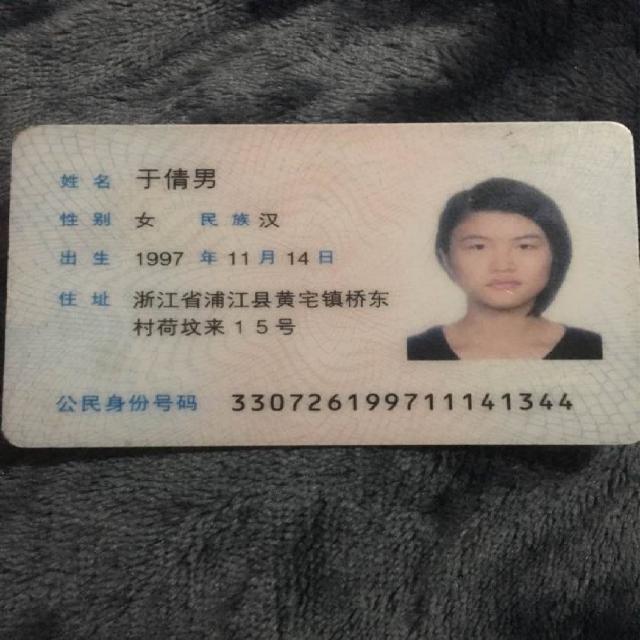 姓名 于倩男
性别 女 民族 汉
出生 1997 年 11 月 14 日
住址 浙江省浦江县黄宅镇桥东
村荷坟来15号
公民身份号码 330726199711141344